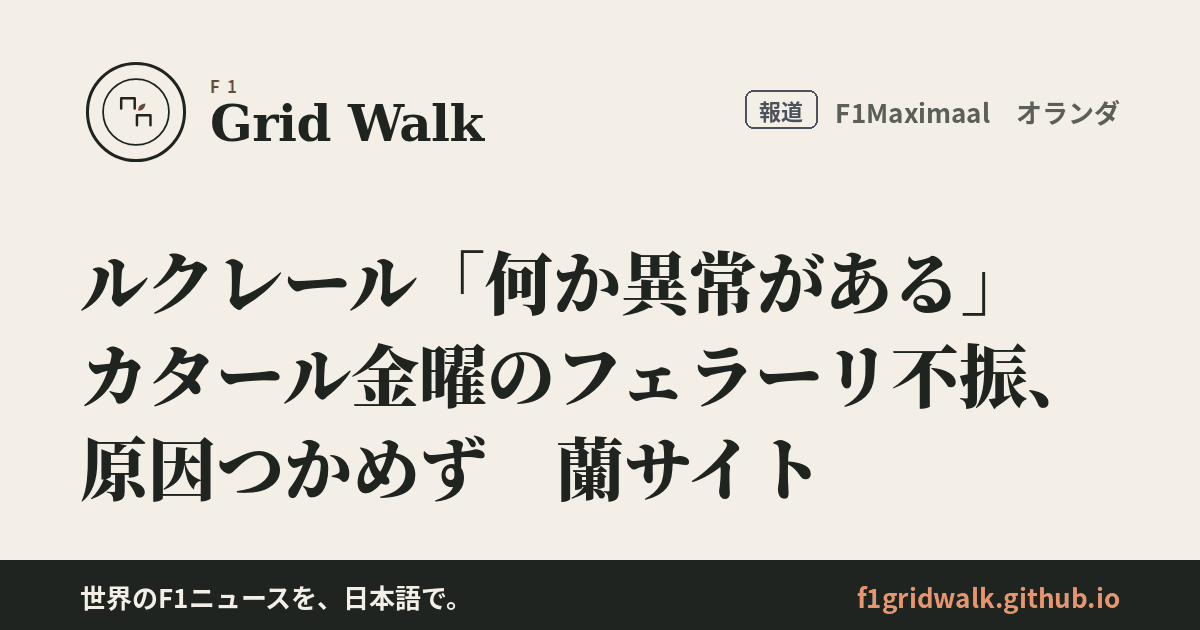 F1
Grid Walk
報道 F1Maximaal オランダ
ルクレール「何か異常がある」
カタール金曜のフェラーリ不振、
原因つかめず 蘭サイト
世界のF1ニュースを、日本語で。
f1gridwalk.github.io